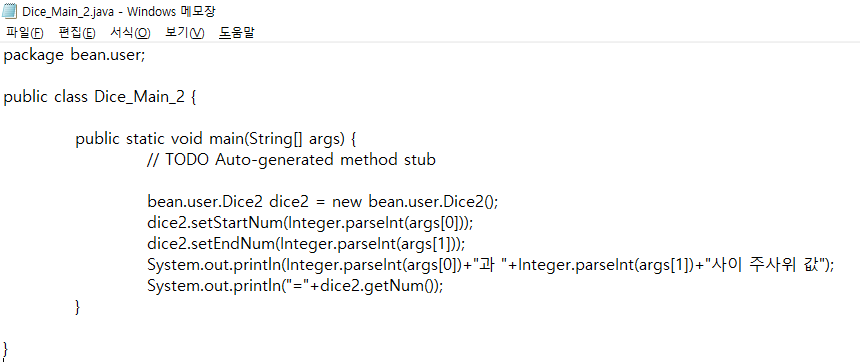 Dice_Main_2.java - Windows 메모장
파일(F) 편집(E) 서식(O) 보기(V) 도움말
package bean.user;
public class Dice_Main_2 {
public static void main(String[] args) {
// TODO Auto-generated method stub
bean.user.Dice2 dice2 = new bean.user.Dice2();
dice2.setStartNum(Integer.parseInt(args[0]));
dice2.setEndNum(Integer.parseInt(args[1]));
System.out.println(Integer.parseInt(args[0])+"과 "+Integer.parseInt(args[1])+"사이 주사위 값");
System.out.println("="+dice2.getNum());
}
}